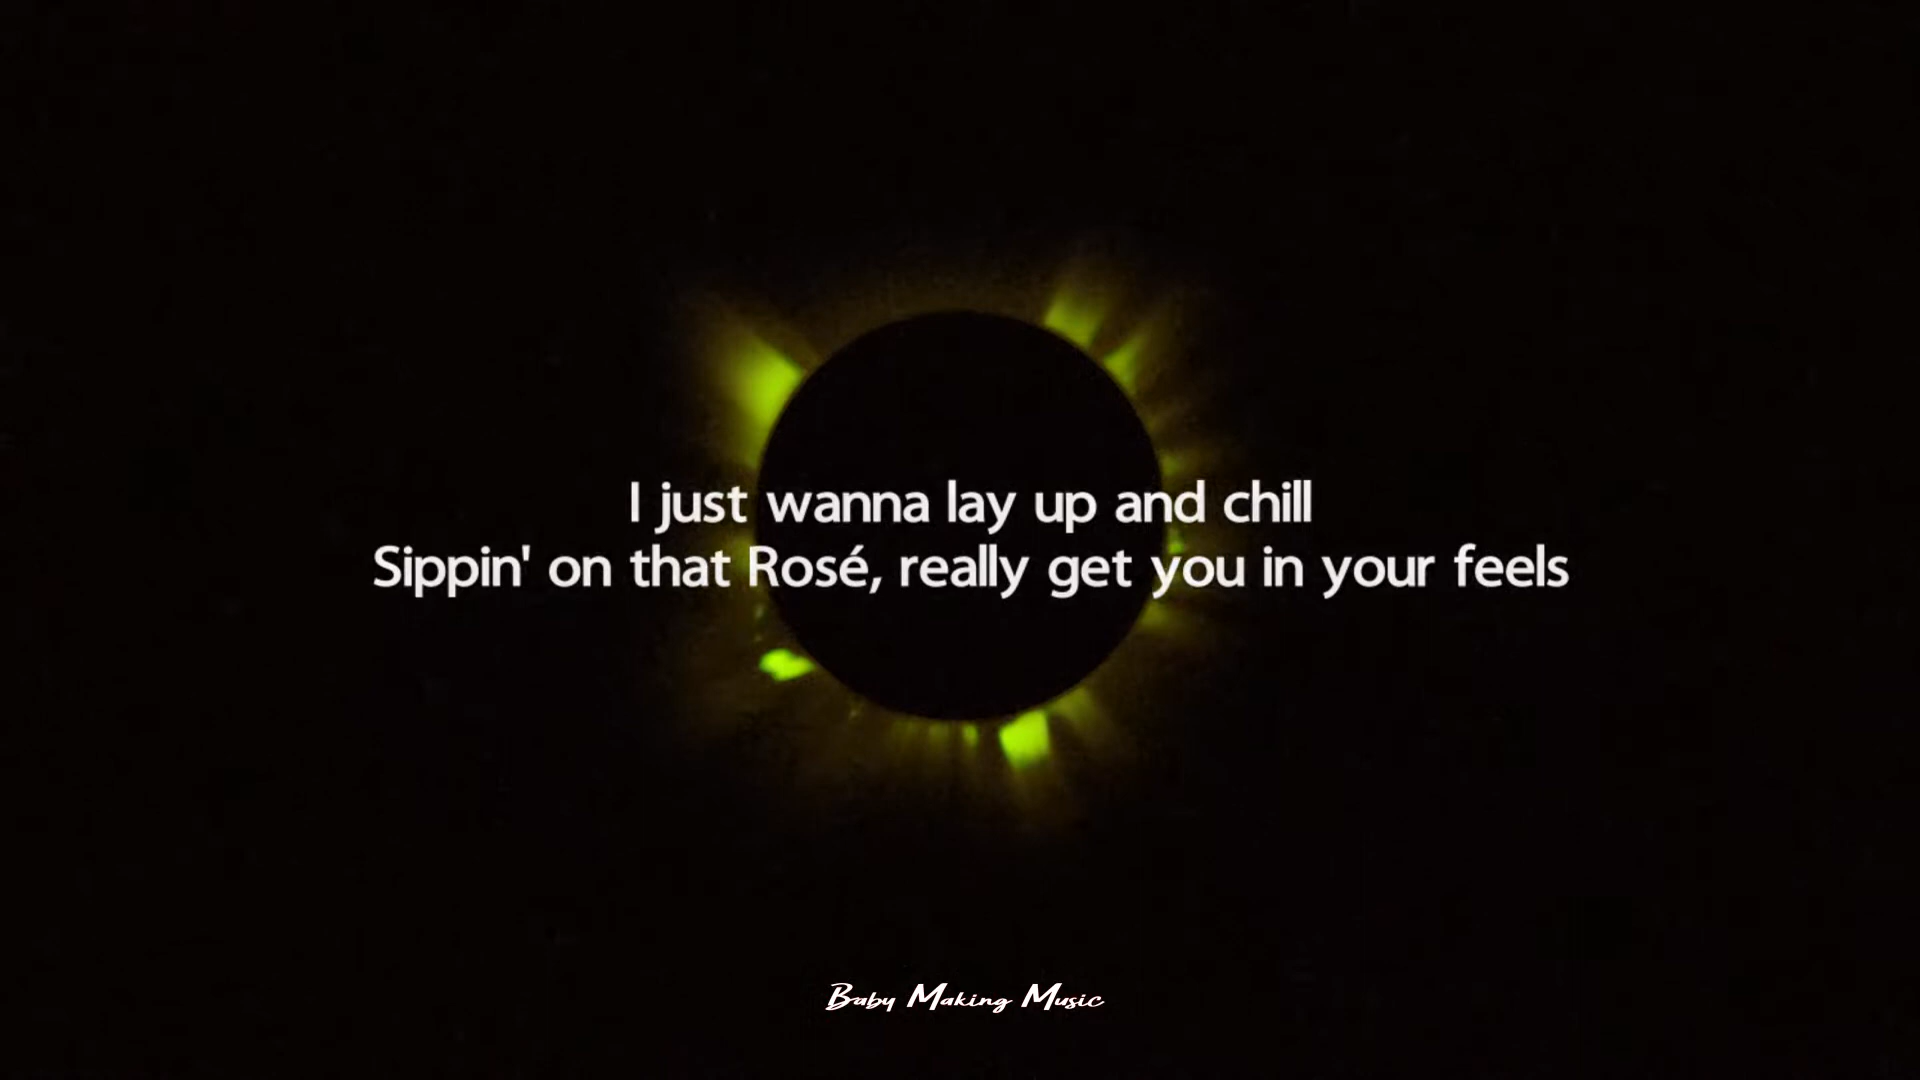 I just wanna lay up and chill
Sippin' on that Rosé, really get you in your feels
Baby Making Music